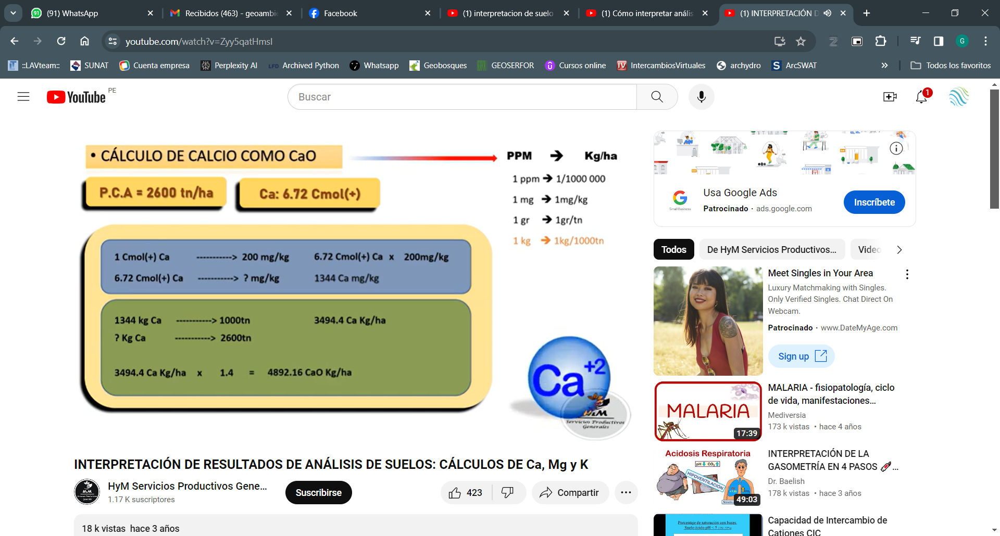 (91) WhatsApp
Recibidos (463) - geoambie
Facebook
(1) interpretacion de suelo
(1) Cómo interpretar anális
(1) INTERPRETACIÓN D
youtube.com/watch?v=Zyy5qatHmsI
G
::LAVteam::
SUNAT
Cuenta empresa
Perplexity AI
LFD
Archived Python
Whatsapp
Geobosques
GEOSERFOR
Cursos online
IntercambiosVirtuales
archydro
ArcSWAT
Todos los favoritos
YouTube PE
Buscar
1
• CÁLCULO DE CALCIO COMO CaO
PPM → Kg/ha
P.C.A = 2600 tn/ha
Ca: 6.72 Cmol(+)
1 ppm → 1/1000 000
1 mg → 1mg/kg
1 gr → 1gr/tn
1 kg → 1kg/1000tn
1 Cmol(+) Ca -----------> 200 mg/kg 6.72 Cmol(+) Ca x 200mg/kg
6.72 Cmol(+) Ca -----------> ? mg/kg 1344 Ca mg/kg
1344 kg Ca -----------> 1000tn 3494.4 Ca Kg/ha
? Kg Ca -----------> 2600tn
3494.4 Ca Kg/ha x 1.4 = 4892.16 CaO Kg/ha
Ca+2
H&M
Servicios Productivos
Generales
INTERPRETACIÓN DE RESULTADOS DE ANÁLISIS DE SUELOS: CÁLCULOS DE Ca, Mg y K
HyM Servicios Productivos Gene...
1.17 K suscriptores
Suscribirse
423
Compartir
18 k vistas hace 3 años
Usa Google Ads
Patrocinado · ads.google.com
Inscríbete
Todos
De HyM Servicios Productivos...
Video
Meet Singles in Your Area
Luxury Matchmaking with Singles.
Only Verified Singles. Chat Direct On
Webcam.
Patrocinado · www.DateMyAge.com
Sign up
MALARIA
17:39
MALARIA - fisiopatología, ciclo
de vida, manifestaciones...
Mediversia
173 k vistas • hace 4 años
Acidosis Respiratoria
pH ⬇ CO₂ ⬆
HIPOVENTILACIÓN
49:03
INTERPRETACIÓN DE LA
GASOMETRÍA EN 4 PASOS ...
Dr. Baelish
178 k vistas • hace 3 años
Porcentaje de saturación con bases.
Capacidad de Intercambio de
Cationes CIC